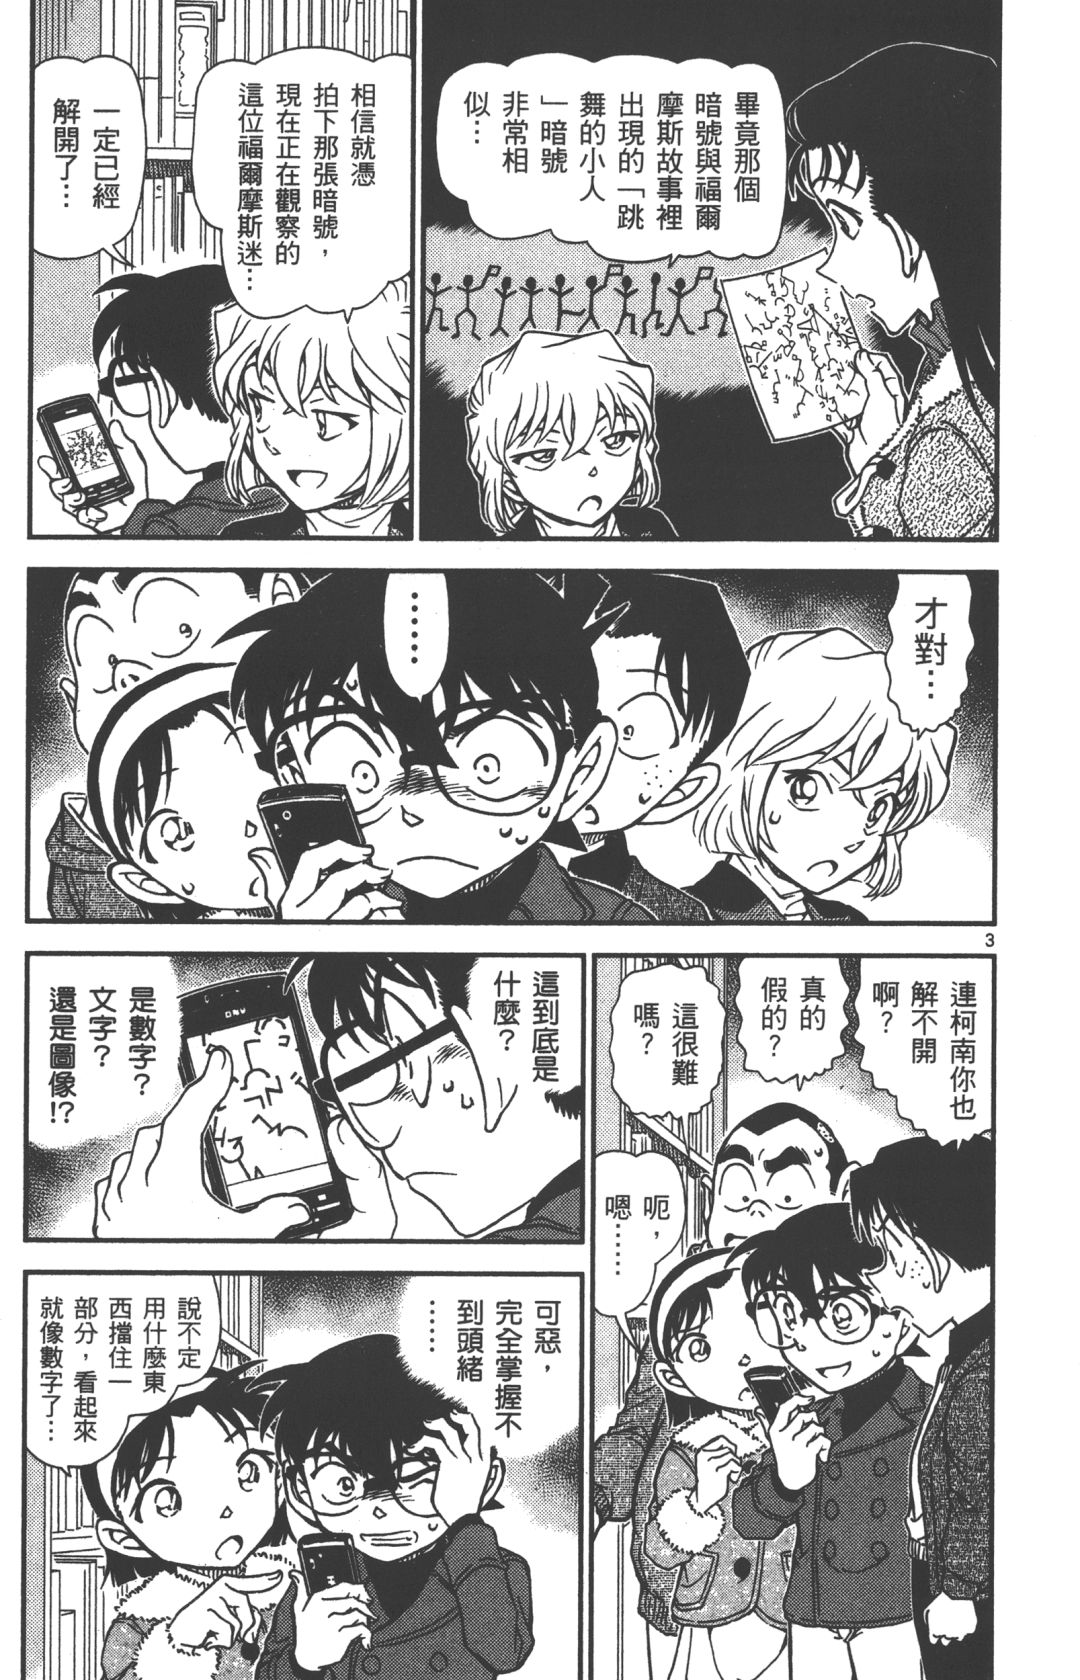 畢竟那個
暗號與福爾
摩斯故事裡
出現的「跳
舞的小人
」暗號
非常相
似…
相信就憑
拍下那張暗號，
現在正在觀察的
這位福爾摩斯迷…
一定已經
解開了…
才對…
……
3
連柯南你也
解不開
啊？
真的
假的？
這很難
嗎？
呃，
嗯……
這到底是
什麼？
是數字？
文字？
還是圖像!?
可惡，
完全掌握不
到頭緒
……
說不定
用什麼東
西擋住一
部分，看起來
就像數字了…